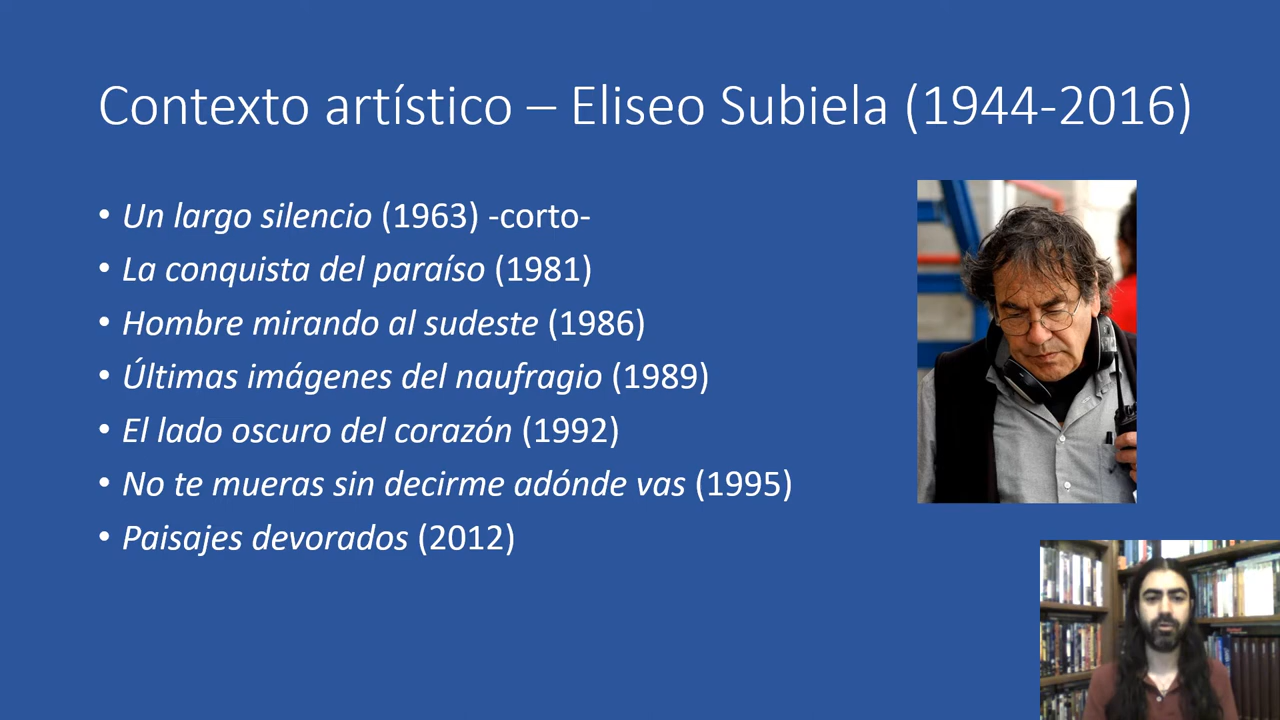 Contexto artístico – Eliseo Subiela (1944-2016)
• Un largo silencio (1963) -corto-
• La conquista del paraíso (1981)
• Hombre mirando al sudeste (1986)
• Últimas imágenes del naufragio (1989)
• El lado oscuro del corazón (1992)
• No te mueras sin decirme adónde vas (1995)
• Paisajes devorados (2012)